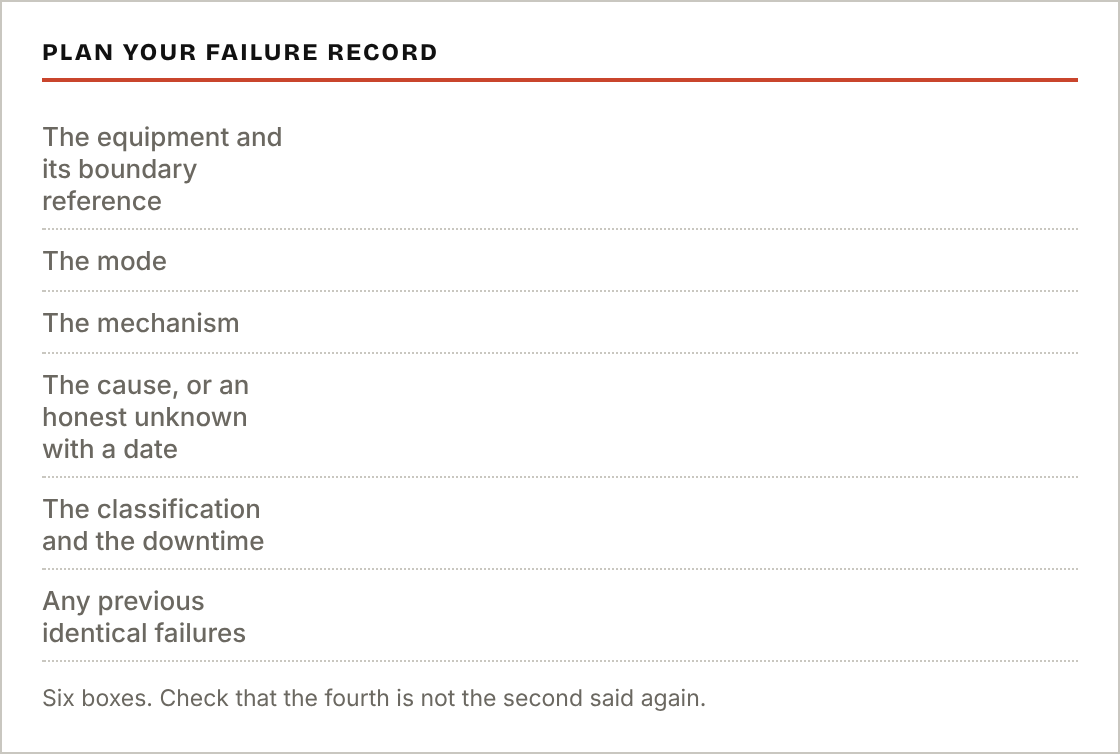 PLAN YOUR FAILURE RECORD
The equipment and
its boundary
reference
The mode
The mechanism
The cause, or an
honest unknown
with a date
The classification
and the downtime
Any previous
identical failures
Six boxes. Check that the fourth is not the second said again.